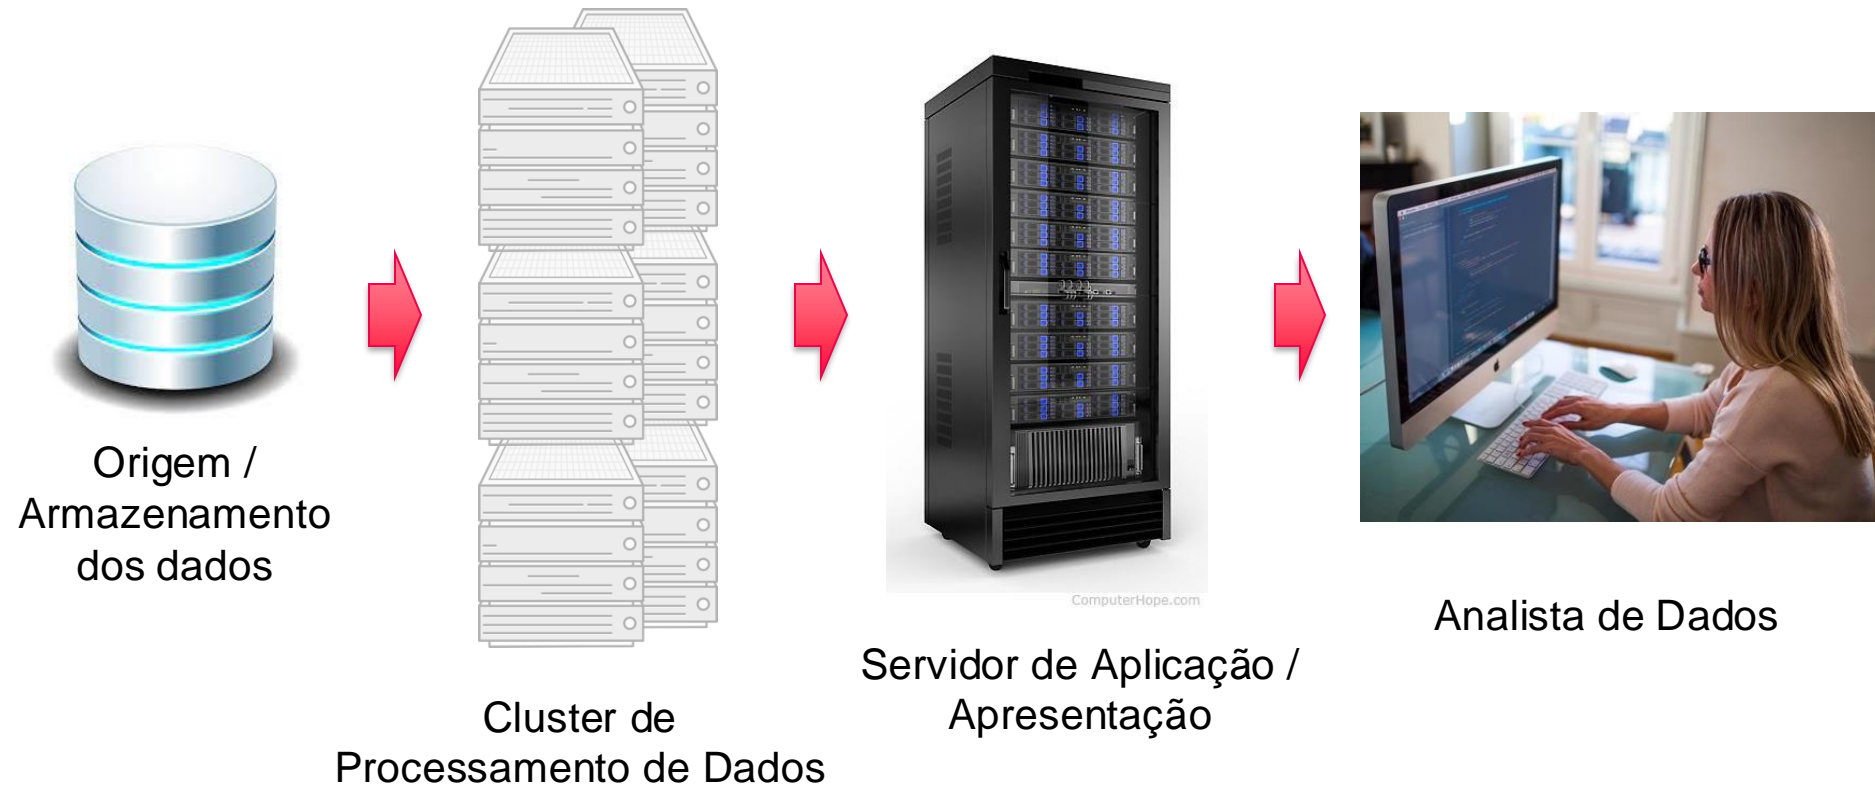 Origem /
Armazenamento
dos dados
Cluster de
Processamento de Dados
ComputerHope.com
Servidor de Aplicação /
Apresentação
Analista de Dados